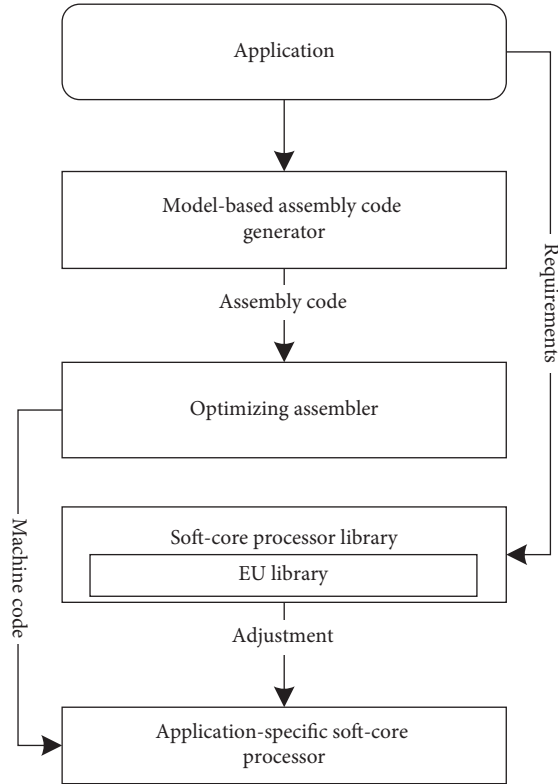 Application
Model-based assembly code
generator
Requirements
Assembly code
Optimizing assembler
Machine code
Soft-core processor library
EU library
Adjustment
Application-specific soft-core
processor